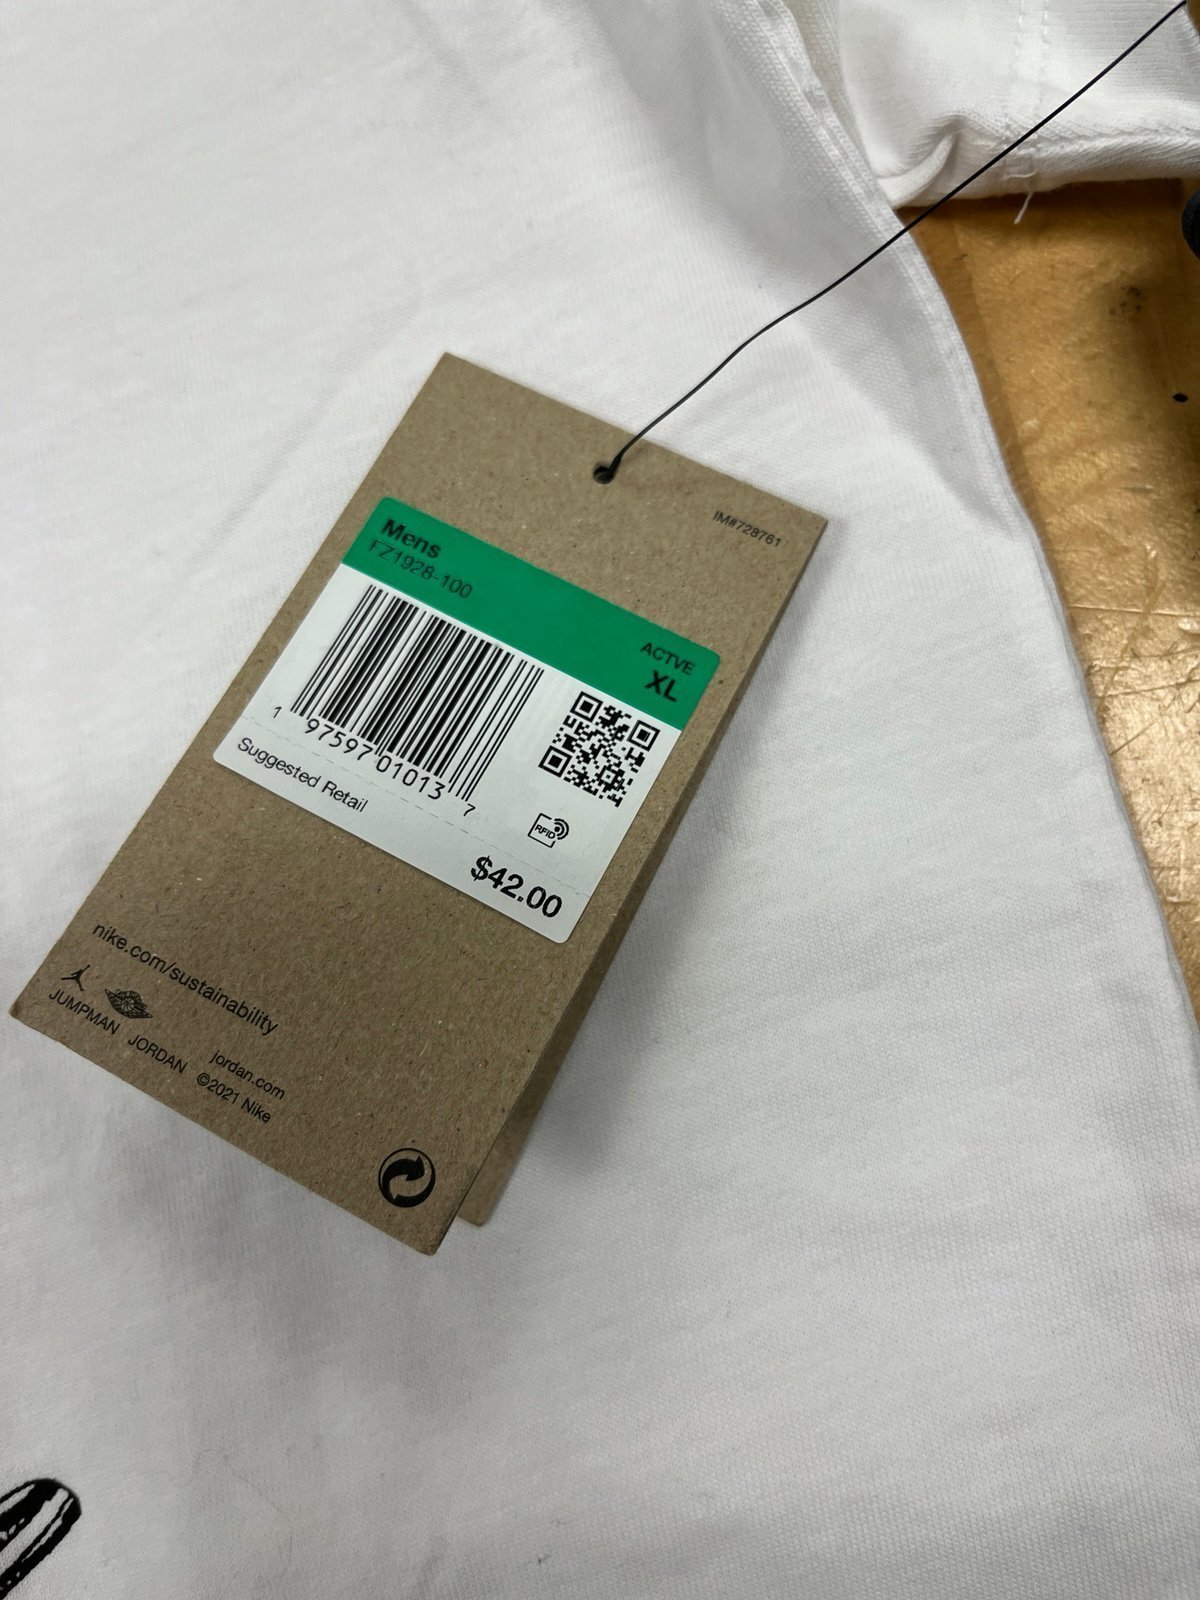 IM#728761
Mens
FZ1928-100
ACTVE
XL
1 97597 01013 7
Suggested Retail
RFID
$42.00
nike.com/sustainability
JUMPMAN JORDAN jordan.com
©2021 Nike